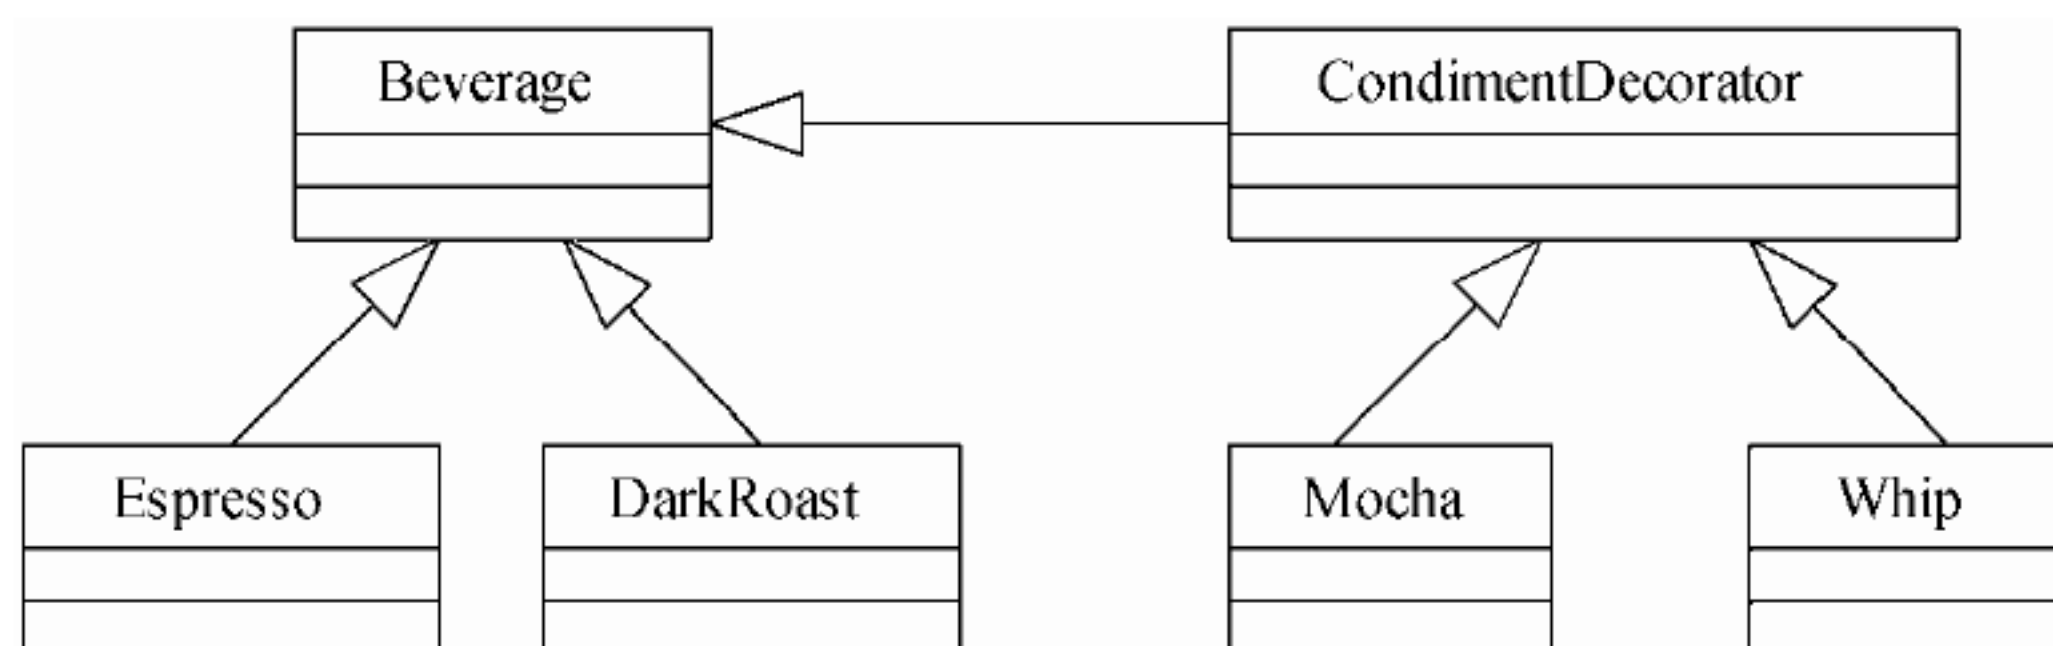 Beverage
CondimentDecorator
Espresso
DarkRoast
Mocha
Whip